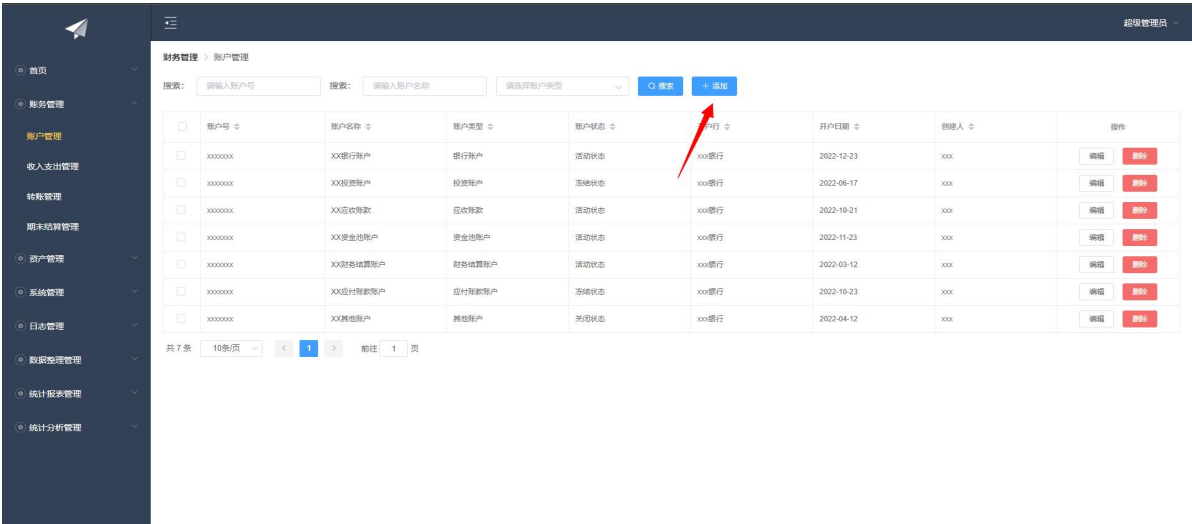 超级管理员
财务管理 > 账户管理
首页
账务管理
账户管理
收入支出管理
转账管理
期末结算管理
资产管理
系统管理
日志管理
数据整理管理
统计报表管理
统计分析管理
搜索： 请输入账户号 搜索： 请输入账户名称 请选择账户类型 搜索 + 添加
账户号 账户名称 账户类型 账户状态 开户行 开户日期 创建人 操作
xxxxxxx XX银行账户 银行账户 活动状态 xxx银行 2022-12-23 xxx 编辑 删除
xxxxxxx XX投资账户 投资账户 冻结状态 xxx银行 2022-06-17 xxx 编辑 删除
xxxxxxx XX应收账款 应收账款 活动状态 xxx银行 2022-10-21 xxx 编辑 删除
xxxxxxx XX资金池账户 资金池账户 活动状态 xxx银行 2022-11-23 xxx 编辑 删除
xxxxxxx XX财务结算账户 财务结算账户 活动状态 xxx银行 2022-03-12 xxx 编辑 删除
xxxxxxx XX应付账款账户 应付账款账户 冻结状态 xxx银行 2022-10-23 xxx 编辑 删除
xxxxxxx XX其他账户 其他账户 关闭状态 xxx银行 2022-04-12 xxx 编辑 删除
共 7 条 10条/页 < 1 > 前往 1 页